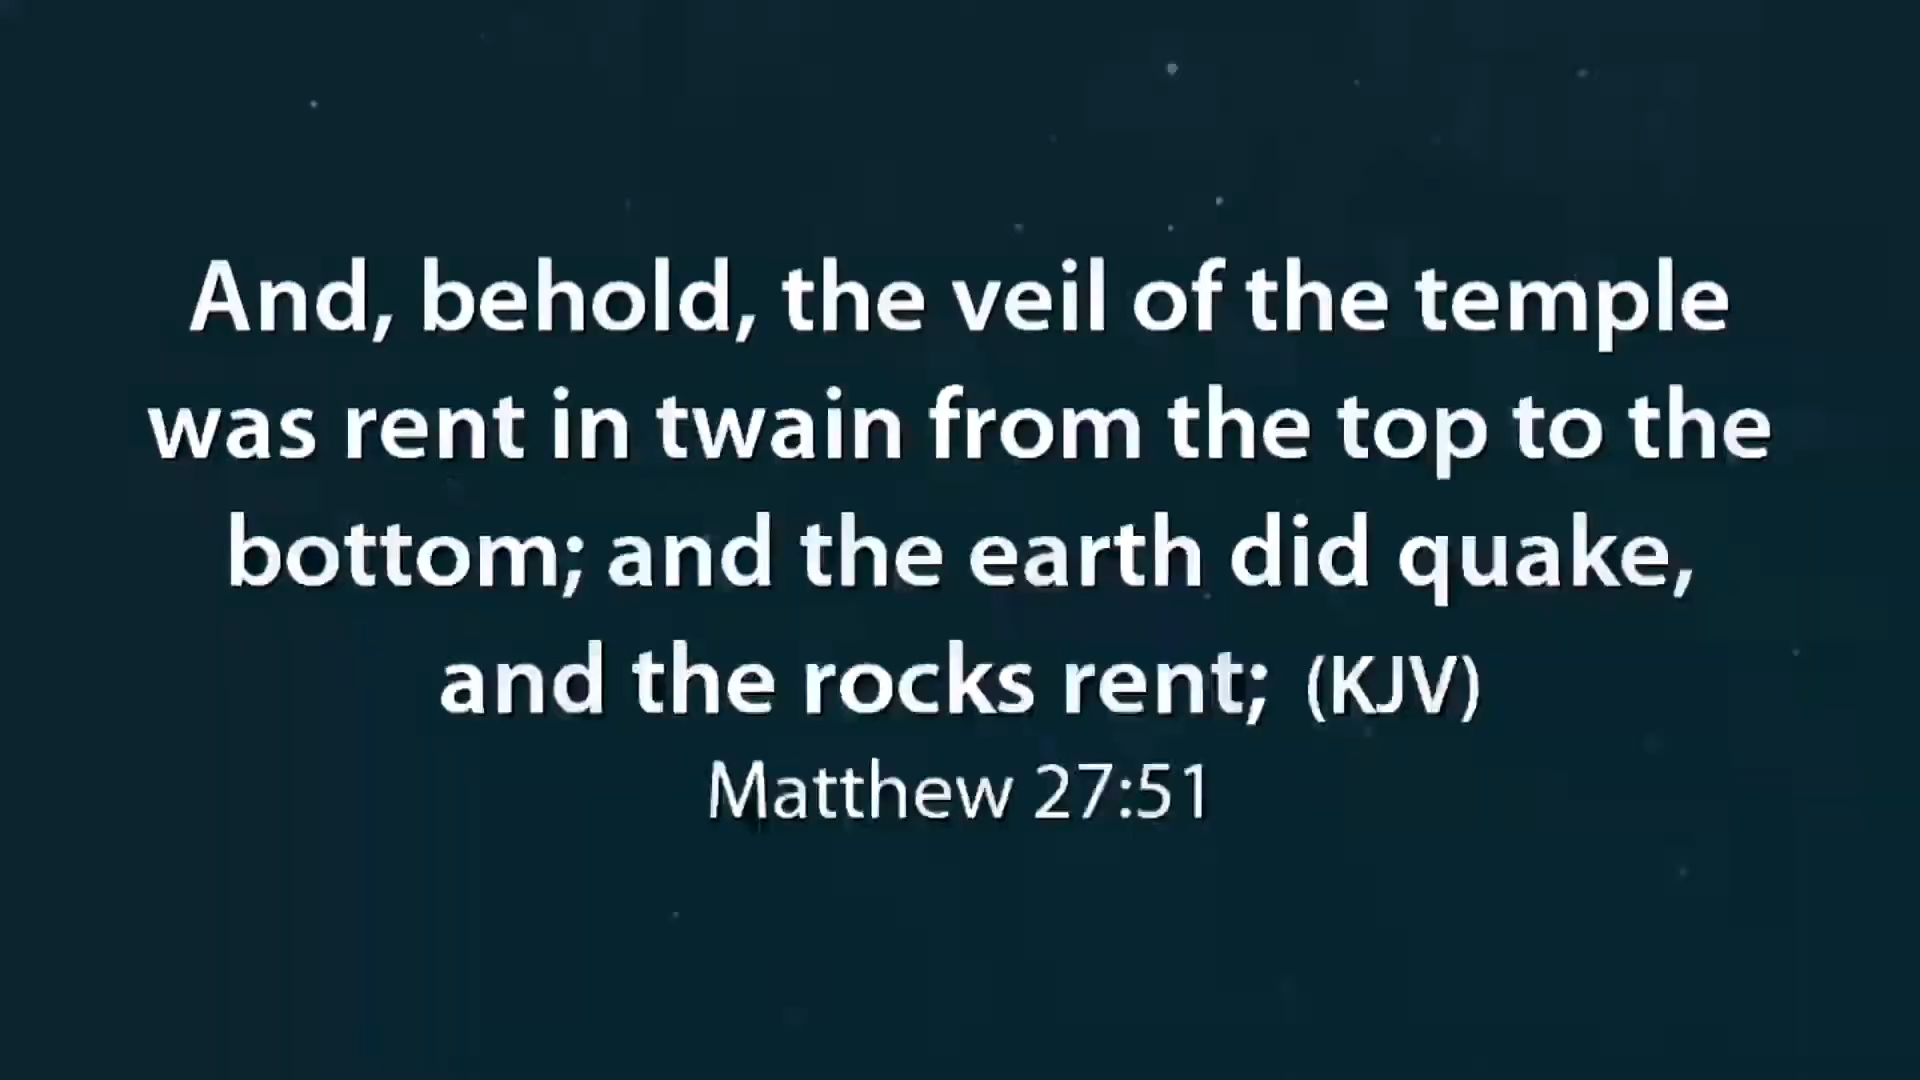 And, behold, the veil of the temple
was rent in twain from the top to the
bottom; and the earth did quake,
and the rocks rent; (KJV)
Matthew 27:51